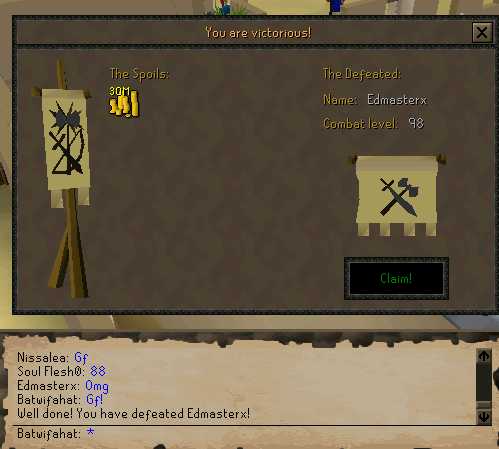 You are victorious!
The Spoils:
30M
The Defeated:
Name: Edmasterx
Combat level: 98
Claim!
Nissalea: Gf
Soul Flesh0: 88
Edmasterx: Omg
Batwifahat: Gf!
Well done! You have defeated Edmasterx!
Batwifahat: *